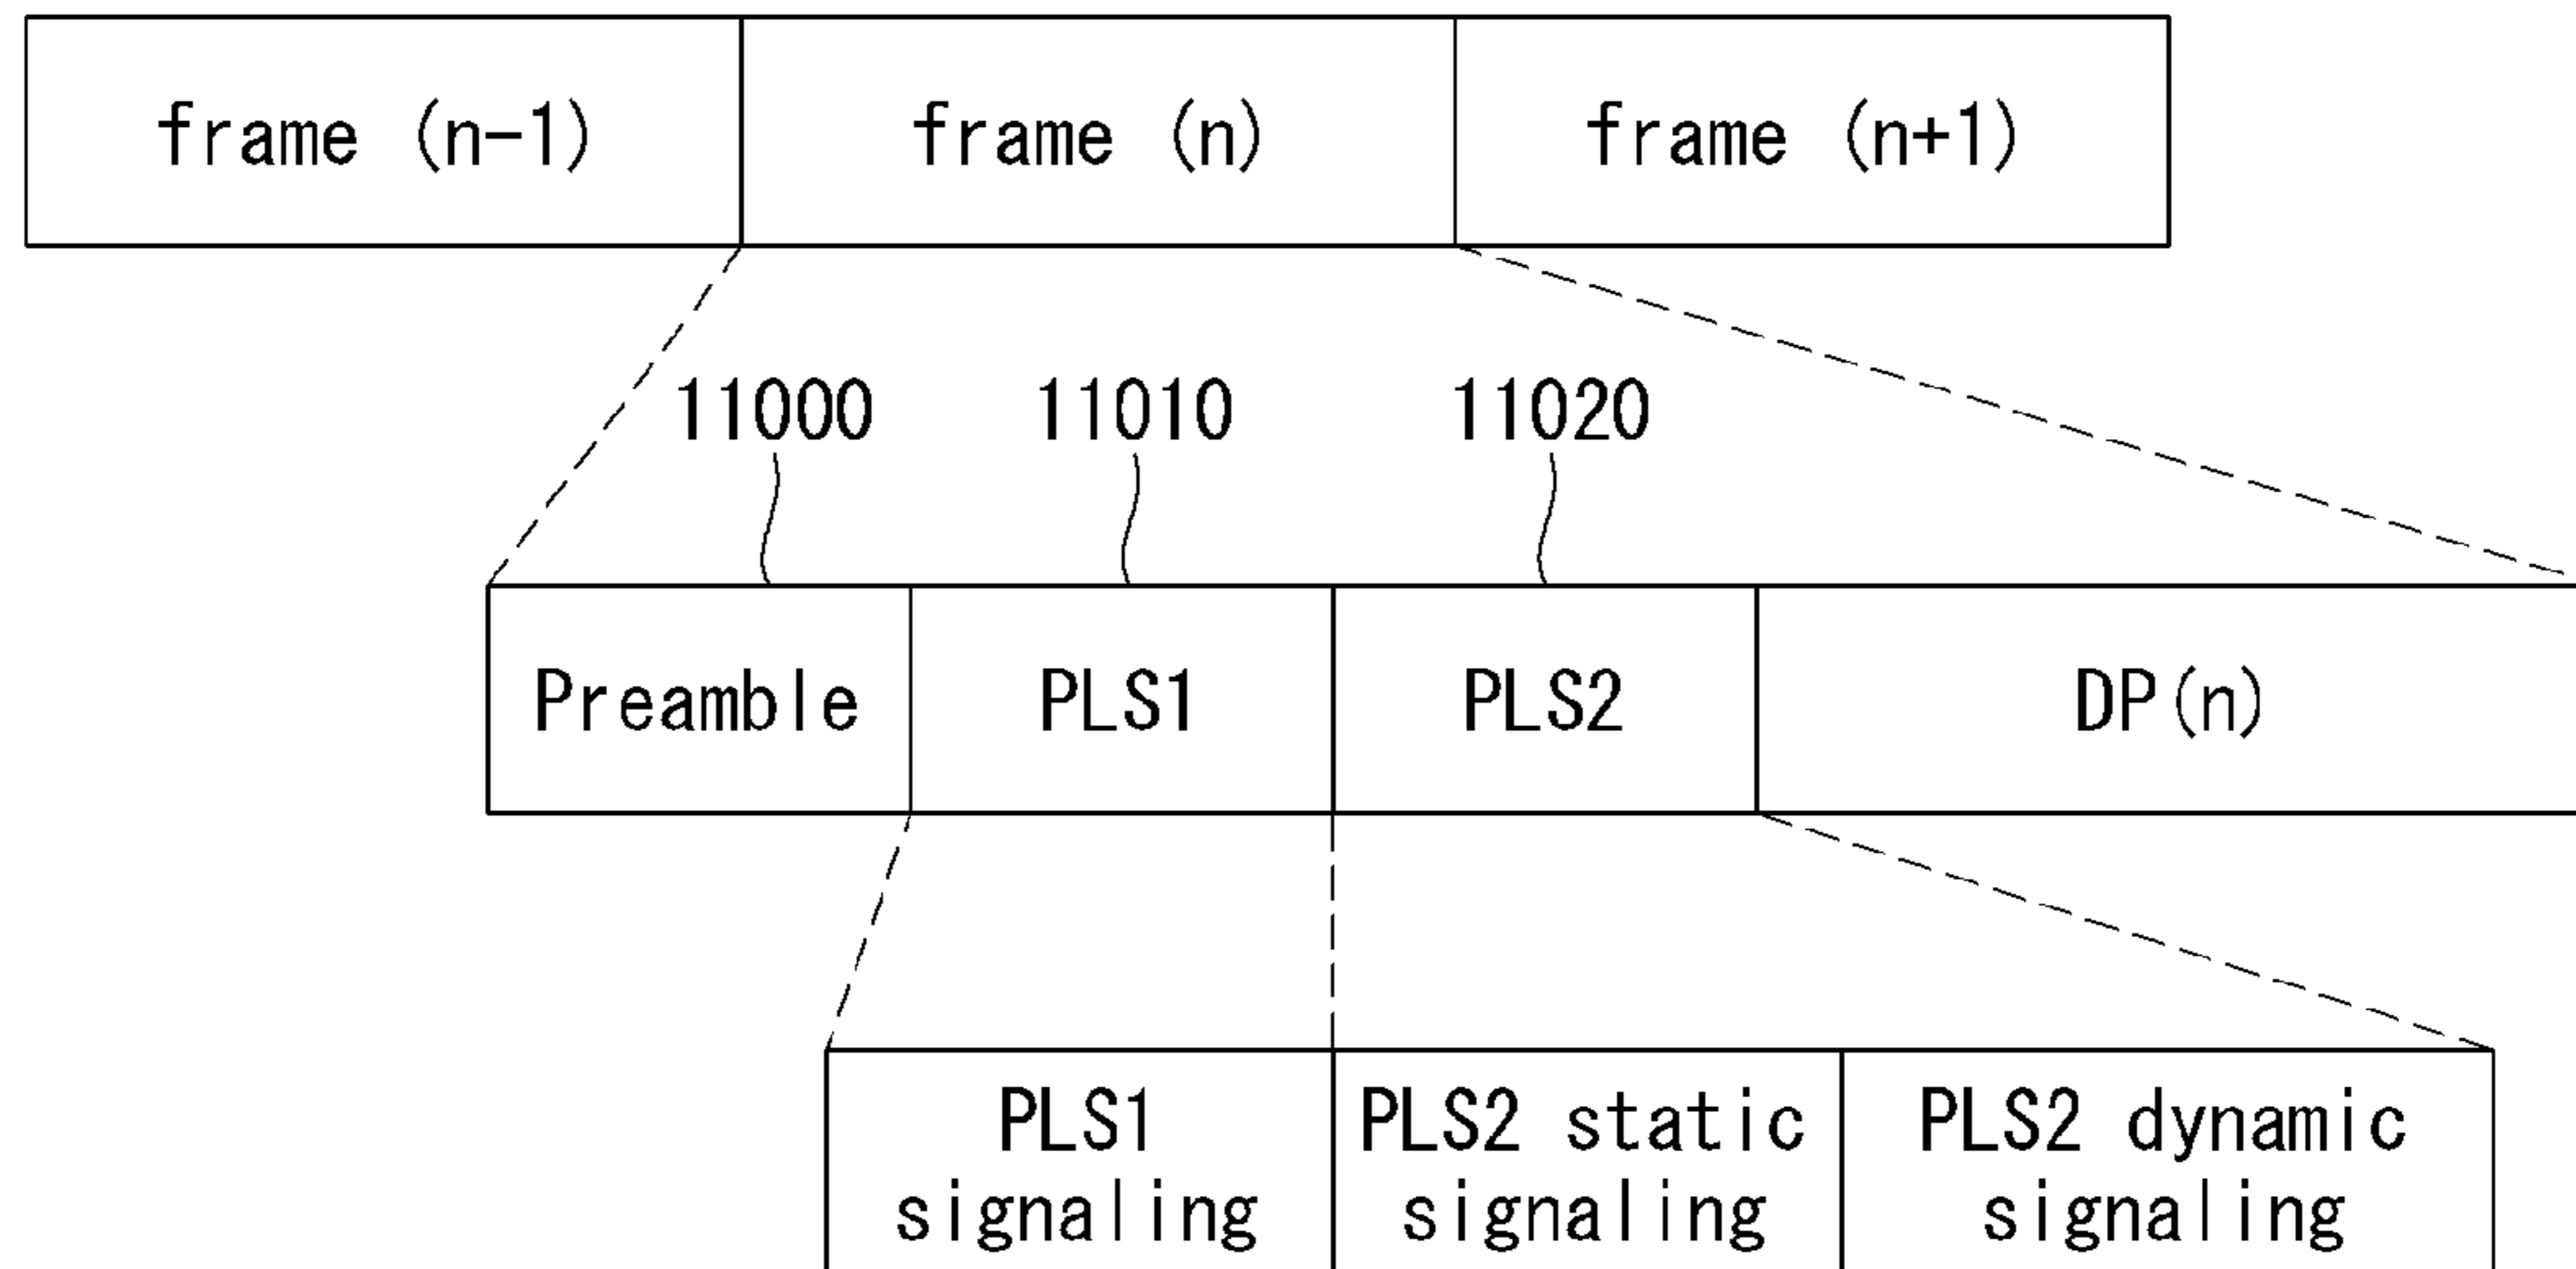 frame (n-1) frame (n) frame (n+1)
11000 11010 11020
Preamble PLS1 PLS2 DP(n)
PLS1 signaling
PLS2 static signaling
PLS2 dynamic signaling